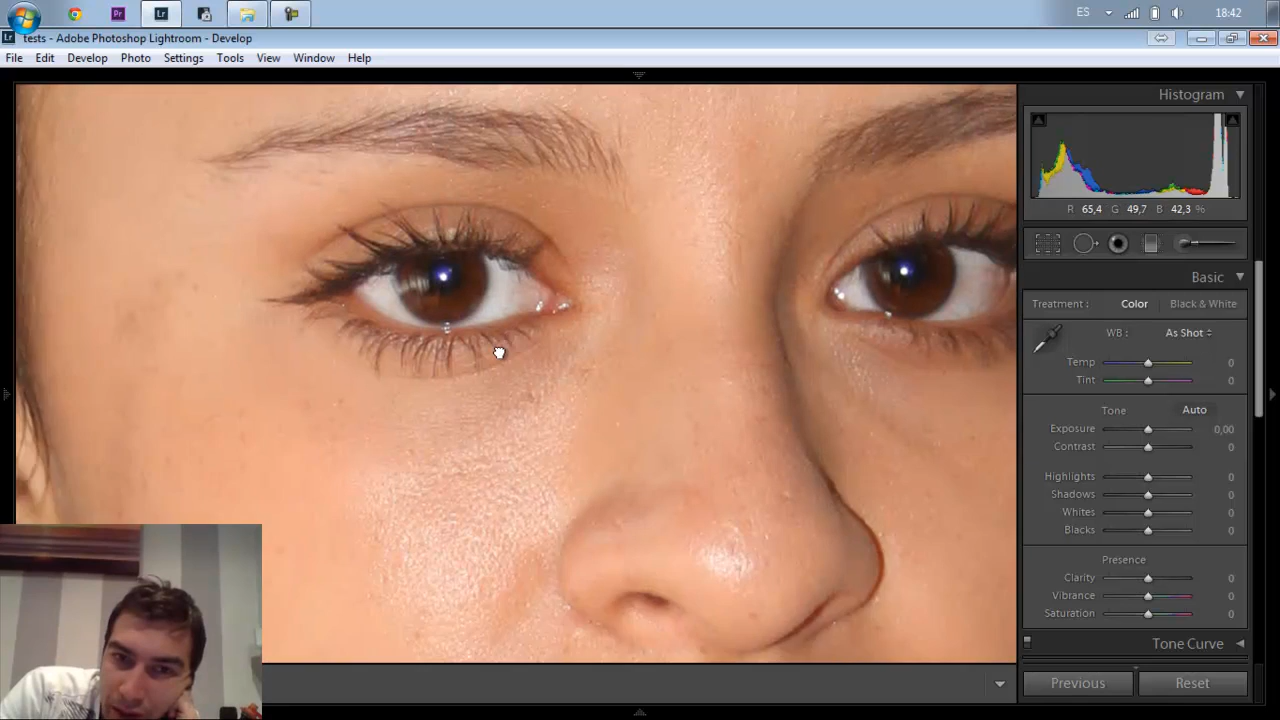 Pr
Lr
ES
18:42
Lr tests - Adobe Photoshop Lightroom - Develop
File Edit Develop Photo Settings Tools View Window Help
Histogram
R 65,4 G 49,7 B 42,3 %
Basic
Treatment : Color Black & White
WB : As Shot
Temp 0
Tint 0
Tone Auto
Exposure 0,00
Contrast 0
Highlights 0
Shadows 0
Whites 0
Blacks 0
Presence
Clarity 0
Vibrance 0
Saturation 0
Tone Curve
Previous Reset